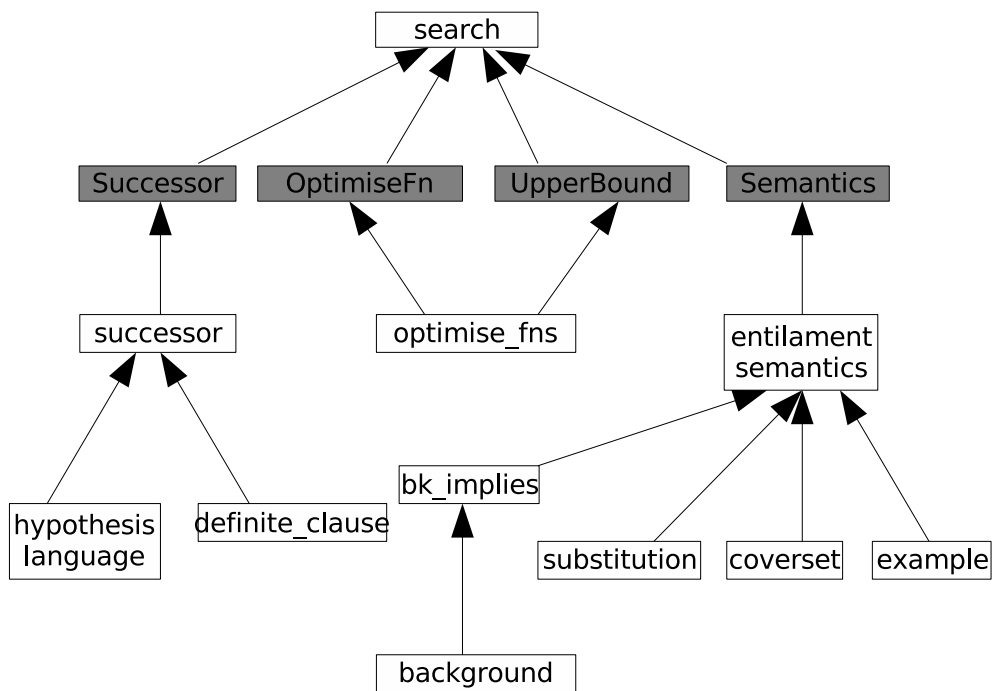 search
Successor
OptimiseFn
UpperBound
Semantics
successor
optimise_fns
entilament
semantics
bk_implies
hypothesis
language
definite_clause
substitution
coverset
example
background